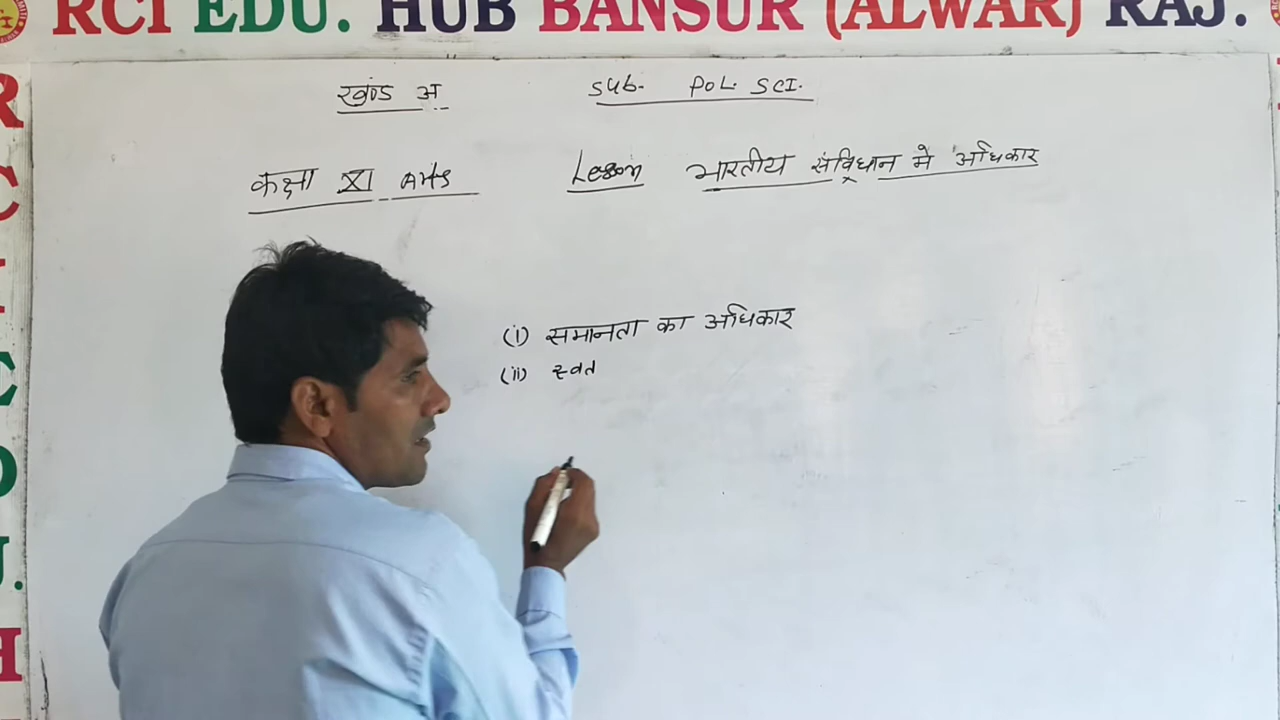 RCI EDU. HUB BANSUR (ALWAR) RAJ.
खण्ड अ Sub. POL. SCI.
कक्षा XI Arts Lesson भारतीय संविधान मे अधिकार
(i) समानता का अधिकार
(ii) स्वत
R
C
I
E
D
U.
H